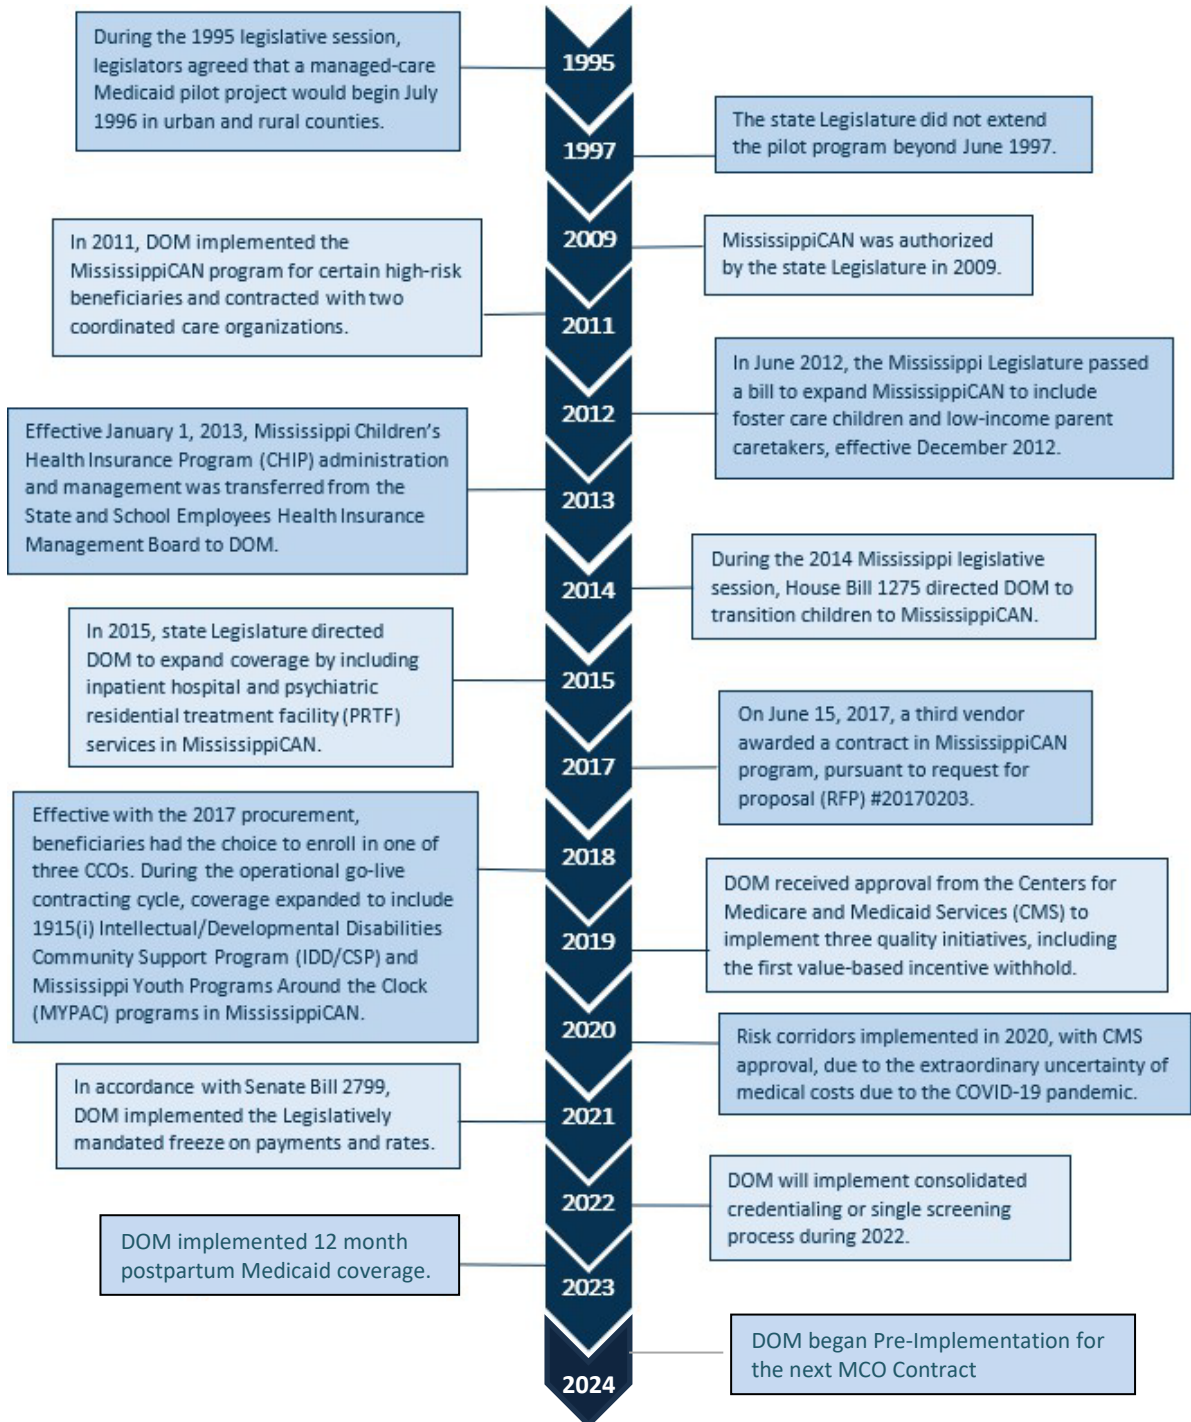 1995
During the 1995 legislative session,
legislators agreed that a managed-care
Medicaid pilot project would begin July
1996 in urban and rural counties.
1997
The state Legislature did not extend
the pilot program beyond June 1997.
2009
MississippiCAN was authorized
by the state Legislature in 2009.
2011
In 2011, DOM implemented the
MississippiCAN program for certain high-risk
beneficiaries and contracted with two
coordinated care organizations.
2012
In June 2012, the Mississippi Legislature passed
a bill to expand MississippiCAN to include
foster care children and low-income parent
caretakers, effective December 2012.
2013
Effective January 1, 2013, Mississippi Children's
Health Insurance Program (CHIP) administration
and management was transferred from the
State and School Employees Health Insurance
Management Board to DOM.
2014
During the 2014 Mississippi legislative
session, House Bill 1275 directed DOM to
transition children to MississippiCAN.
2015
In 2015, state Legislature directed
DOM to expand coverage by including
inpatient hospital and psychiatric
residential treatment facility (PRTF)
services in MississippiCAN.
2017
On June 15, 2017, a third vendor
awarded a contract in MississippiCAN
program, pursuant to request for
proposal (RFP) #20170203.
2018
Effective with the 2017 procurement,
beneficiaries had the choice to enroll in one of
three CCOs. During the operational go-live
contracting cycle, coverage expanded to include
1915(i) Intellectual/Developmental Disabilities
Community Support Program (IDD/CSP) and
Mississippi Youth Programs Around the Clock
(MYPAC) programs in MississippiCAN.
2019
DOM received approval from the Centers for
Medicare and Medicaid Services (CMS) to
implement three quality initiatives, including
the first value-based incentive withhold.
2020
Risk corridors implemented in 2020, with CMS
approval, due to the extraordinary uncertainty of
medical costs due to the COVID-19 pandemic.
2021
In accordance with Senate Bill 2799,
DOM implemented the Legislatively
mandated freeze on payments and rates.
2022
DOM will implement consolidated
credentialing or single screening
process during 2022.
2023
DOM implemented 12 month
postpartum Medicaid coverage.
2024
DOM began Pre-Implementation for
the next MCO Contract